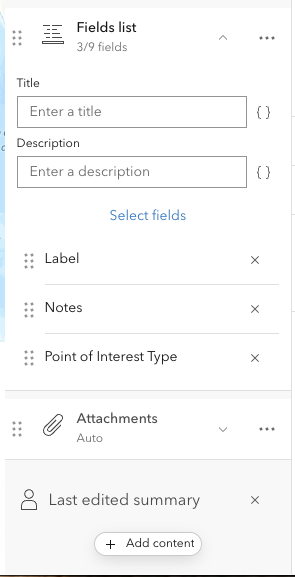 Fields list
3/9 fields
Title
Enter a title
{ }
Description
Enter a description
{ }
Select fields
Label
Notes
Point of Interest Type
Attachments
Auto
Last edited summary
+ Add content